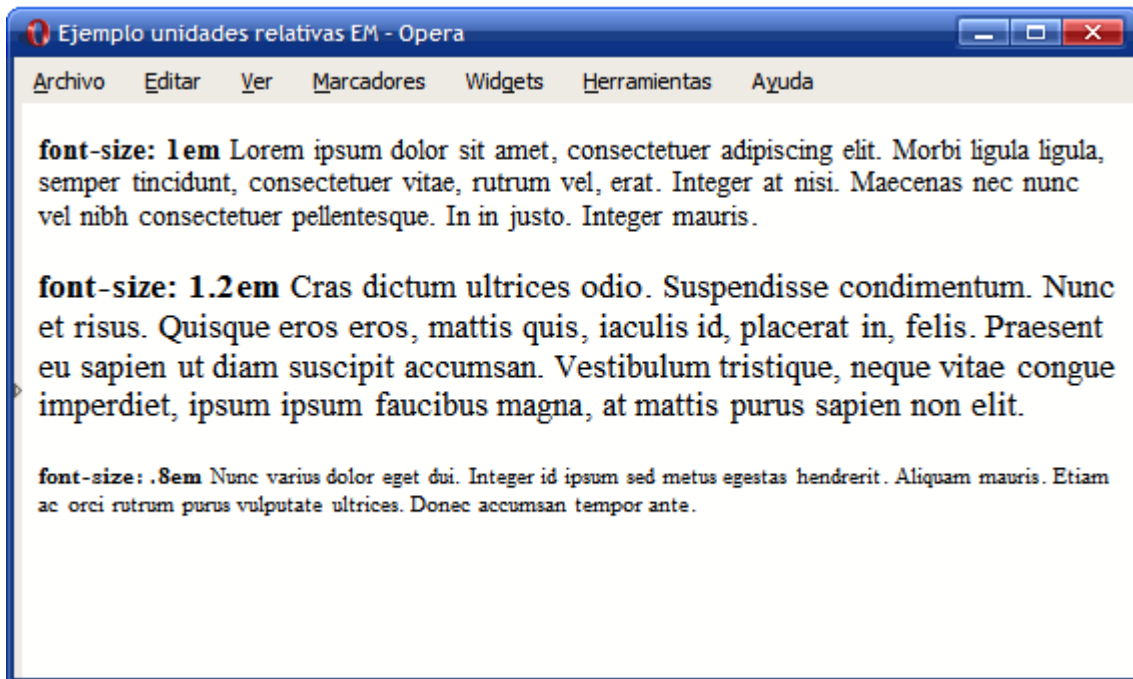 Ejemplo unidades relativas EM - Opera
Archivo Editar Ver Marcadores Widgets Herramientas Ayuda
font-size: 1em Lorem ipsum dolor sit amet, consectetuer adipiscing elit. Morbi ligula ligula,
semper tincidunt, consectetuer vitae, rutrum vel, erat. Integer at nisi. Maecenas nec nunc
vel nibh consectetuer pellentesque. In in justo. Integer mauris.
font-size: 1.2em Cras dictum ultrices odio. Suspendisse condimentum. Nunc
et risus. Quisque eros eros, mattis quis, iaculis id, placerat in, felis. Praesent
eu sapien ut diam suscipit accumsan. Vestibulum tristique, neque vitae congue
imperdiet, ipsum ipsum faucibus magna, at mattis purus sapien non elit.
font-size: .8em Nunc varius dolor eget dui. Integer id ipsum sed metus egestas hendrerit. Aliquam mauris. Etiam
ac orci rutrum purus vulputate ultrices. Donec accumsan tempor ante.